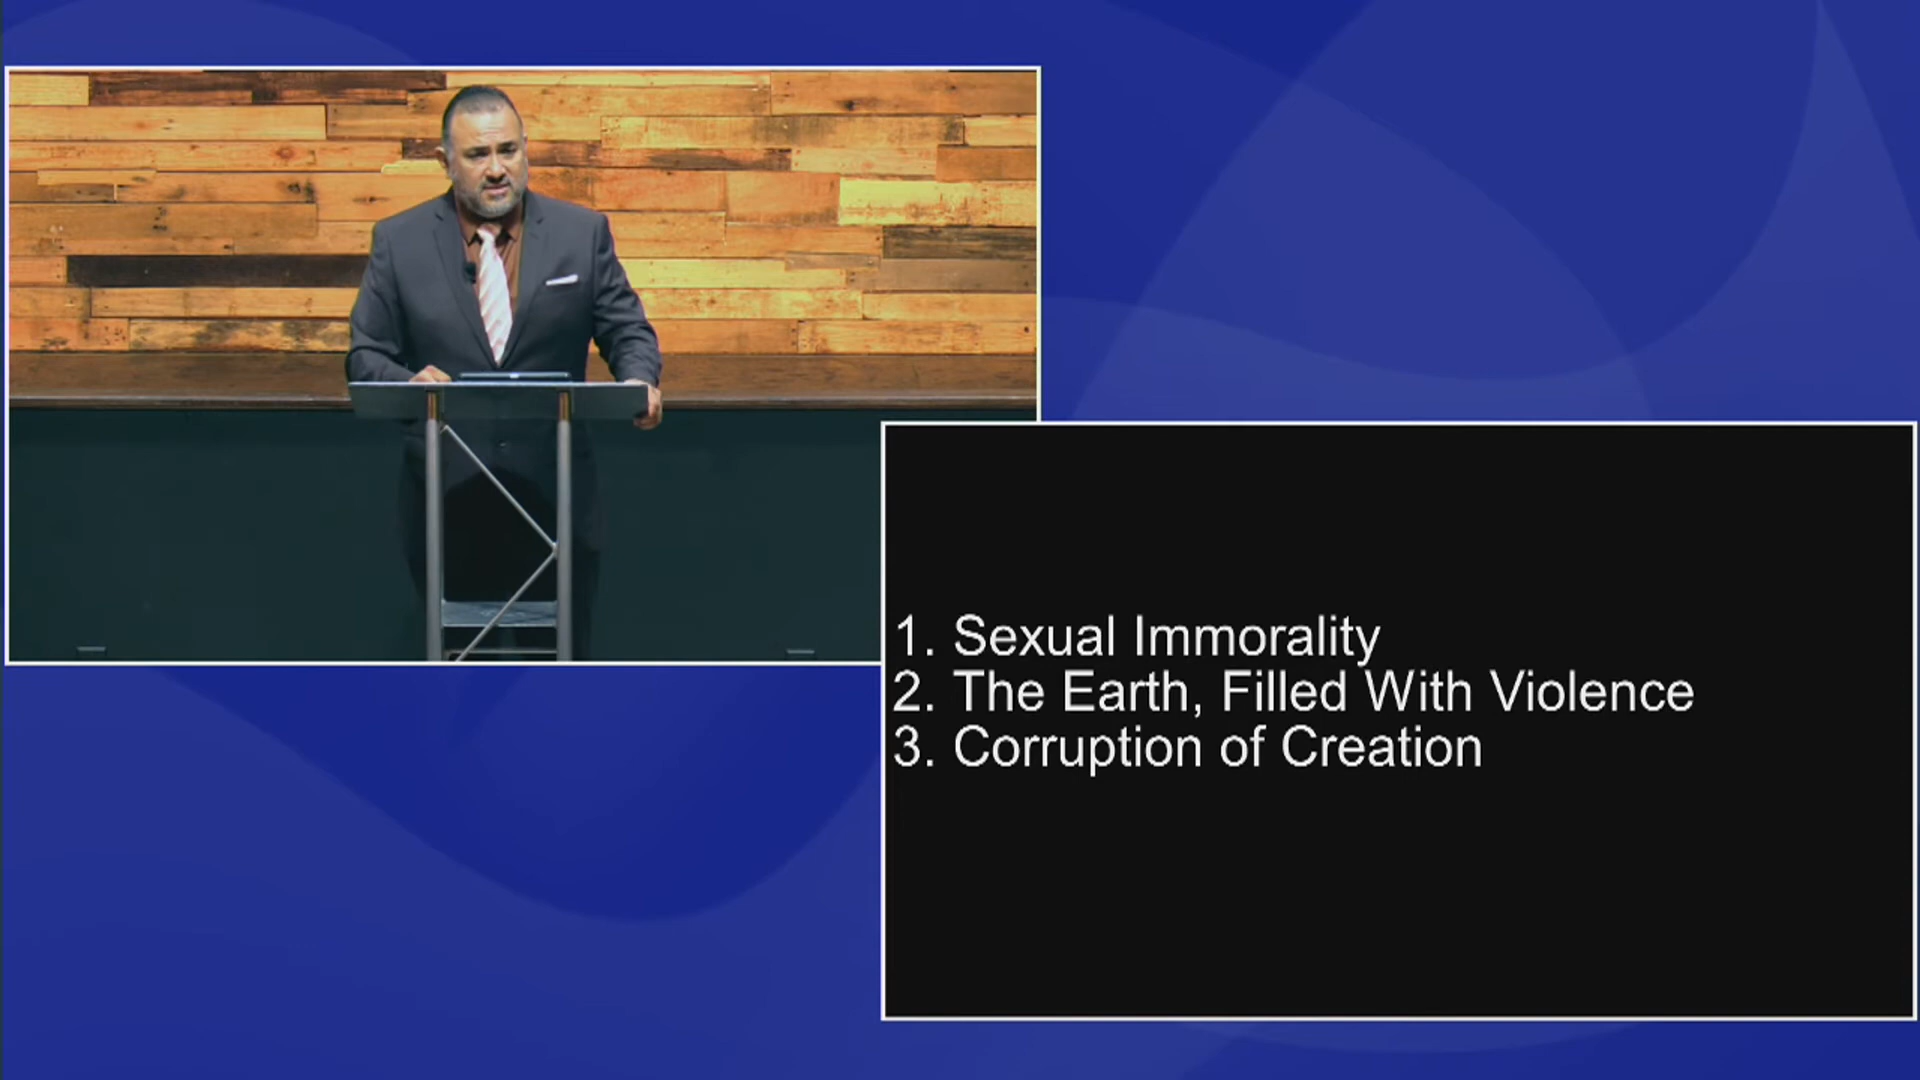 1. Sexual Immorality
2. The Earth, Filled With Violence
3. Corruption of Creation